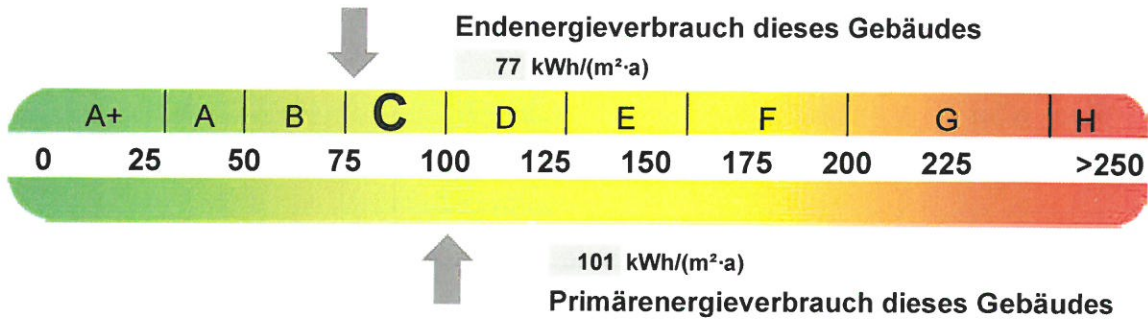 Endenergieverbrauch dieses Gebäudes
77 kWh/(m²·a)
A+ A B C D E F G H
0 25 50 75 100 125 150 175 200 225 >250
101 kWh/(m²·a)
Primärenergieverbrauch dieses Gebäudes